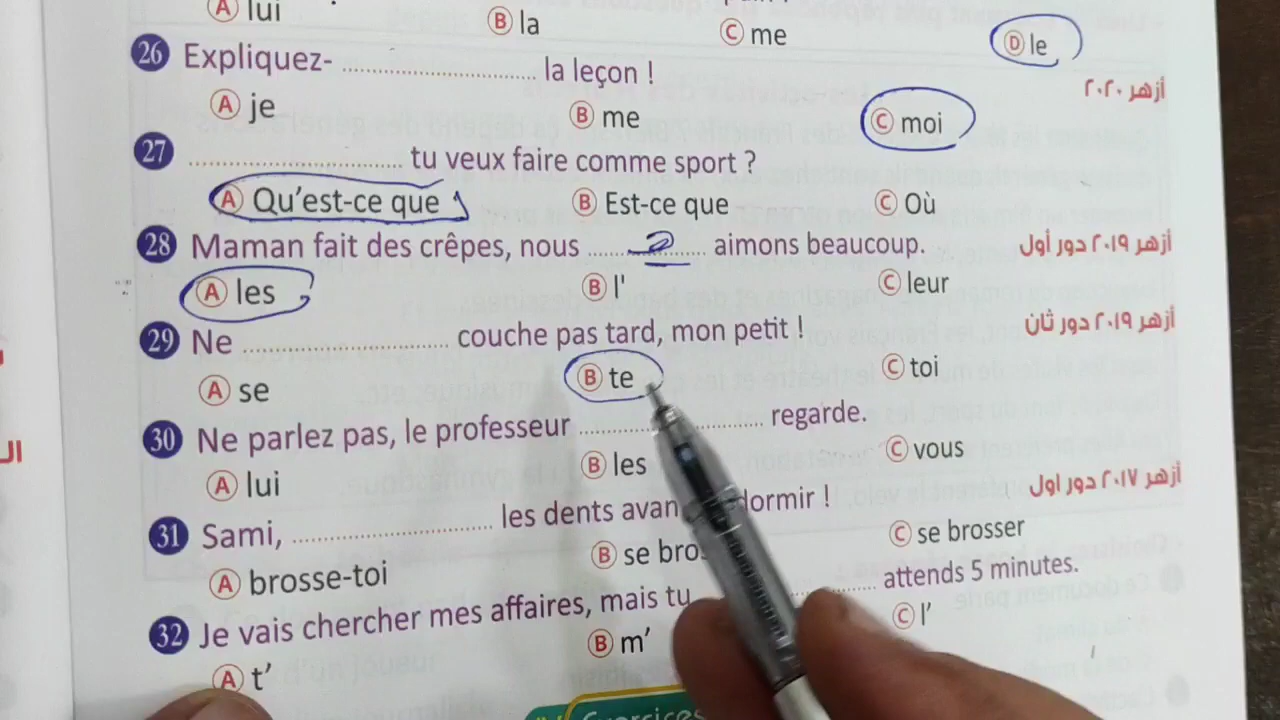 A lui
B la
C me
D le
26 Expliquez- ........................ la leçon !
أزهر ٢٠٢٠
A je
B me
C moi
27 ........................ tu veux faire comme sport ?
A Qu'est-ce que
B Est-ce que
C Où
28 Maman fait des crêpes, nous ............ aimons beaucoup.
أزهر ٢٠١٩ دور أول
A les
B l'
C leur
29 Ne ........................ couche pas tard, mon petit !
أزهر ٢٠١٩ دور ثان
A se
B te
C toi
30 Ne parlez pas, le professeur ........................ regarde.
A lui
B les
C vous
أزهر ٢٠١٧ دور اول
31 Sami, ........................ les dents avan dormir !
A brosse-toi
B se bros
C se brosser
32 Je vais chercher mes affaires, mais tu ............ attends 5 minutes.
A t'
B m'
C l'
Exercices